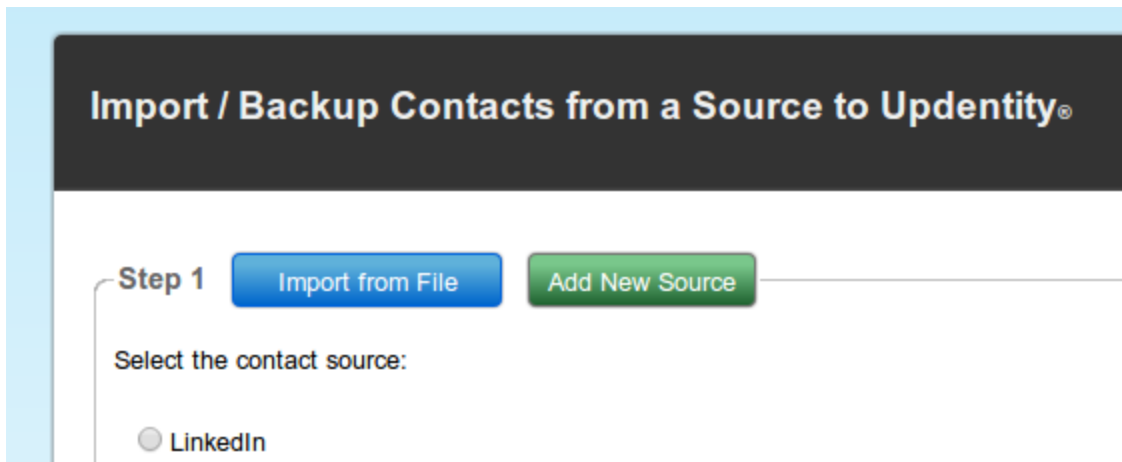 Import / Backup Contacts from a Source to Updentity®
Step 1 Import from File Add New Source
Select the contact source:
LinkedIn